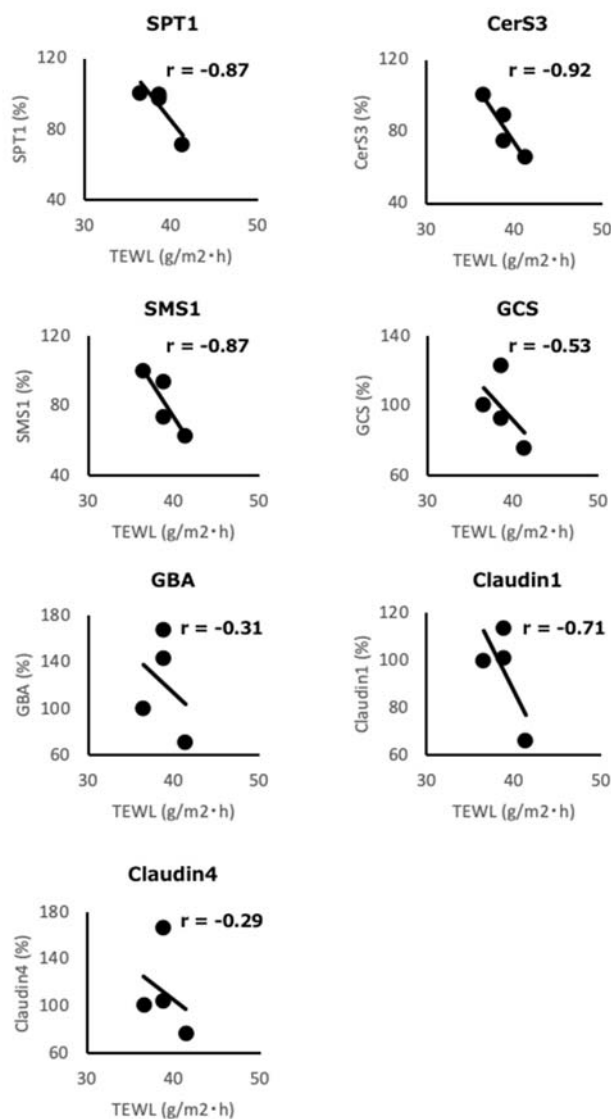 SPT1
120
80
40
SPT1 (%)
r = -0.87
30 40 50
TEWL (g/m2・h)
CerS3
120
80
40
CerS3 (%)
r = -0.92
30 40 50
TEWL (g/m2・h)
SMS1
120
80
40
SMS1 (%)
r = -0.87
30 40 50
TEWL (g/m2・h)
GCS
140
100
60
GCS (%)
r = -0.53
30 40 50
TEWL (g/m2・h)
GBA
180
140
100
60
GBA (%)
r = -0.31
30 40 50
TEWL (g/m2・h)
Claudin1
120
100
80
60
Claudin1 (%)
r = -0.71
30 40 50
TEWL (g/m2・h)
Claudin4
180
140
100
60
Claudin4 (%)
r = -0.29
30 40 50
TEWL (g/m2・h)